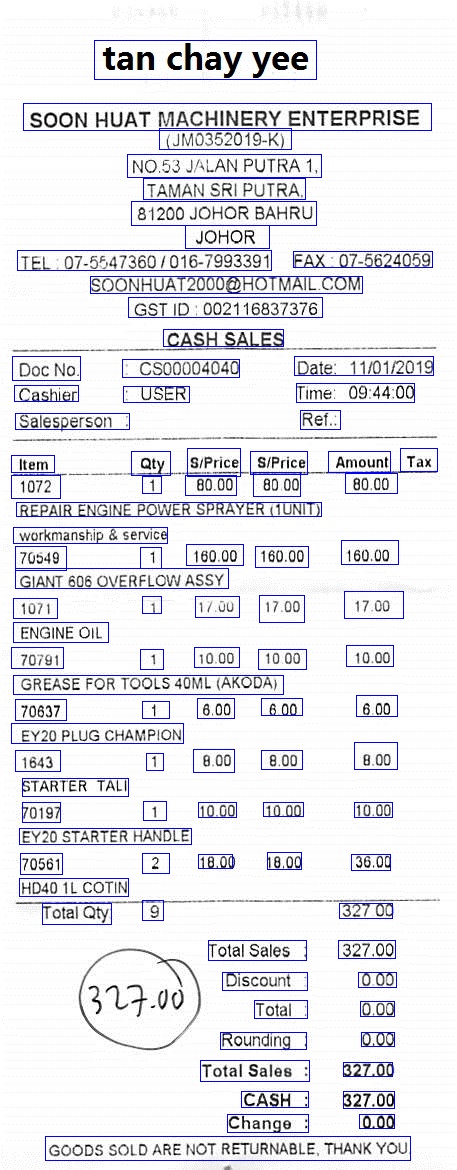 tan chay yee
SOON HUAT MACHINERY ENTERPRISE
(JM0352019-K)
NO.53 JALAN PUTRA 1,
TAMAN SRI PUTRA,
81200 JOHOR BAHRU
JOHOR
TEL : 07-5547360 / 016-7993391 FAX : 07-5624059
SOONHUAT2000@HOTMAIL.COM
GST ID : 002116837376
CASH SALES
Doc No. : CS00004040 Date: 11/01/2019
Cashier : USER Time: 09:44:00
Salesperson : Ref.:
Item Qty S/Price S/Price Amount Tax
1072 1 80.00 80.00 80.00
REPAIR ENGINE POWER SPRAYER (1UNIT)
workmanship & service
70549 1 160.00 160.00 160.00
GIANT 606 OVERFLOW ASSY
1071 1 17.00 17.00 17.00
ENGINE OIL
70791 1 10.00 10.00 10.00
GREASE FOR TOOLS 40ML (AKODA)
70637 1 6.00 6.00 6.00
EY20 PLUG CHAMPION
1643 1 8.00 8.00 8.00
STARTER TALI
70197 1 10.00 10.00 10.00
EY20 STARTER HANDLE
70561 2 18.00 18.00 36.00
HD40 1L COTIN
Total Qty 9 327.00
Total Sales : 327.00
Discount : 0.00
327.00
Total : 0.00
Rounding : 0.00
Total Sales : 327.00
CASH : 327.00
Change : 0.00
GOODS SOLD ARE NOT RETURNABLE, THANK YOU.